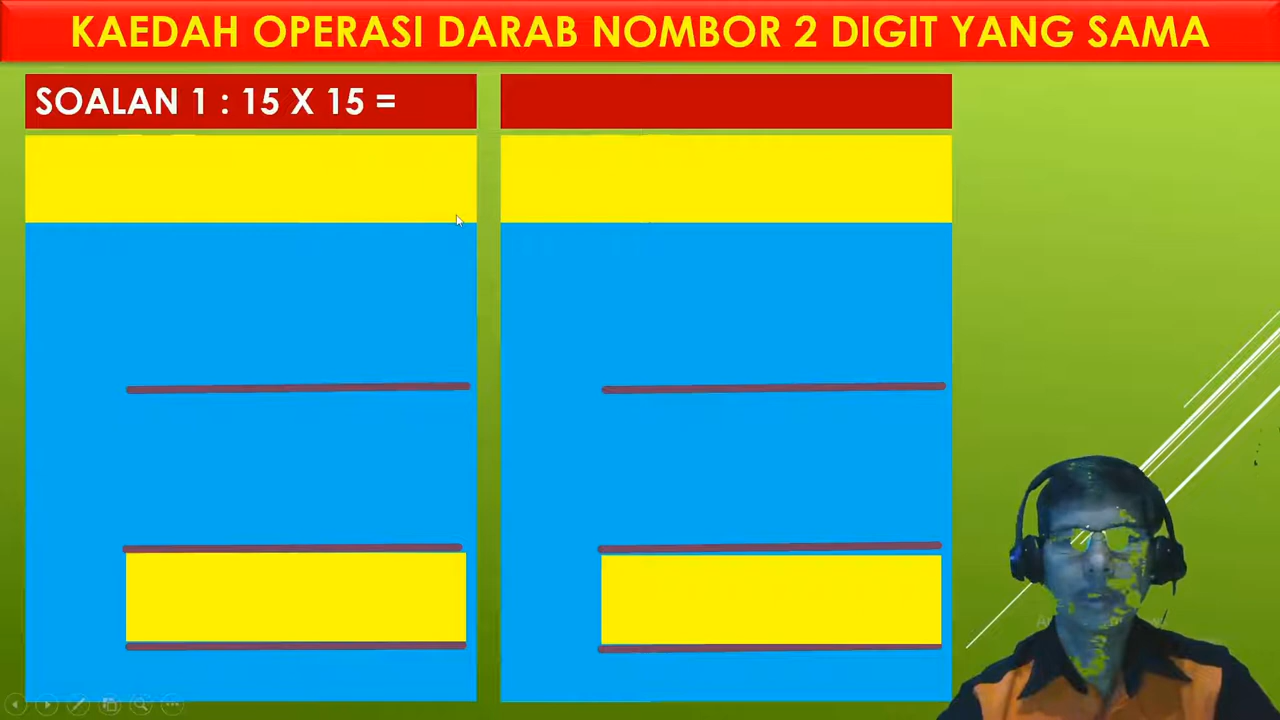 KAEDAH OPERASI DARAB NOMBOR 2 DIGIT YANG SAMA
SOALAN 1 : 15 X 15 =